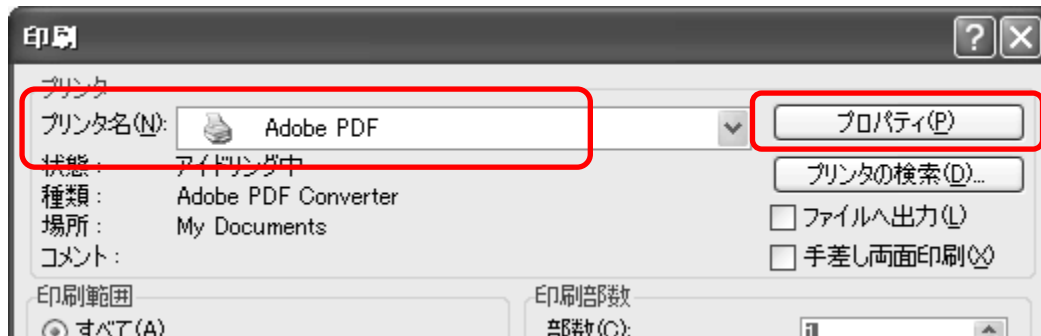 印刷
プリンタ
プリンタ名(N): Adobe PDF プロパティ(P)
状態： アイドリング中 プリンタの検索(D)...
種類： Adobe PDF Converter
場所： My Documents ファイルへ出力(L)
コメント： 手差し両面印刷(X)
印刷範囲 印刷部数
すべて(A) 部数(C): 1